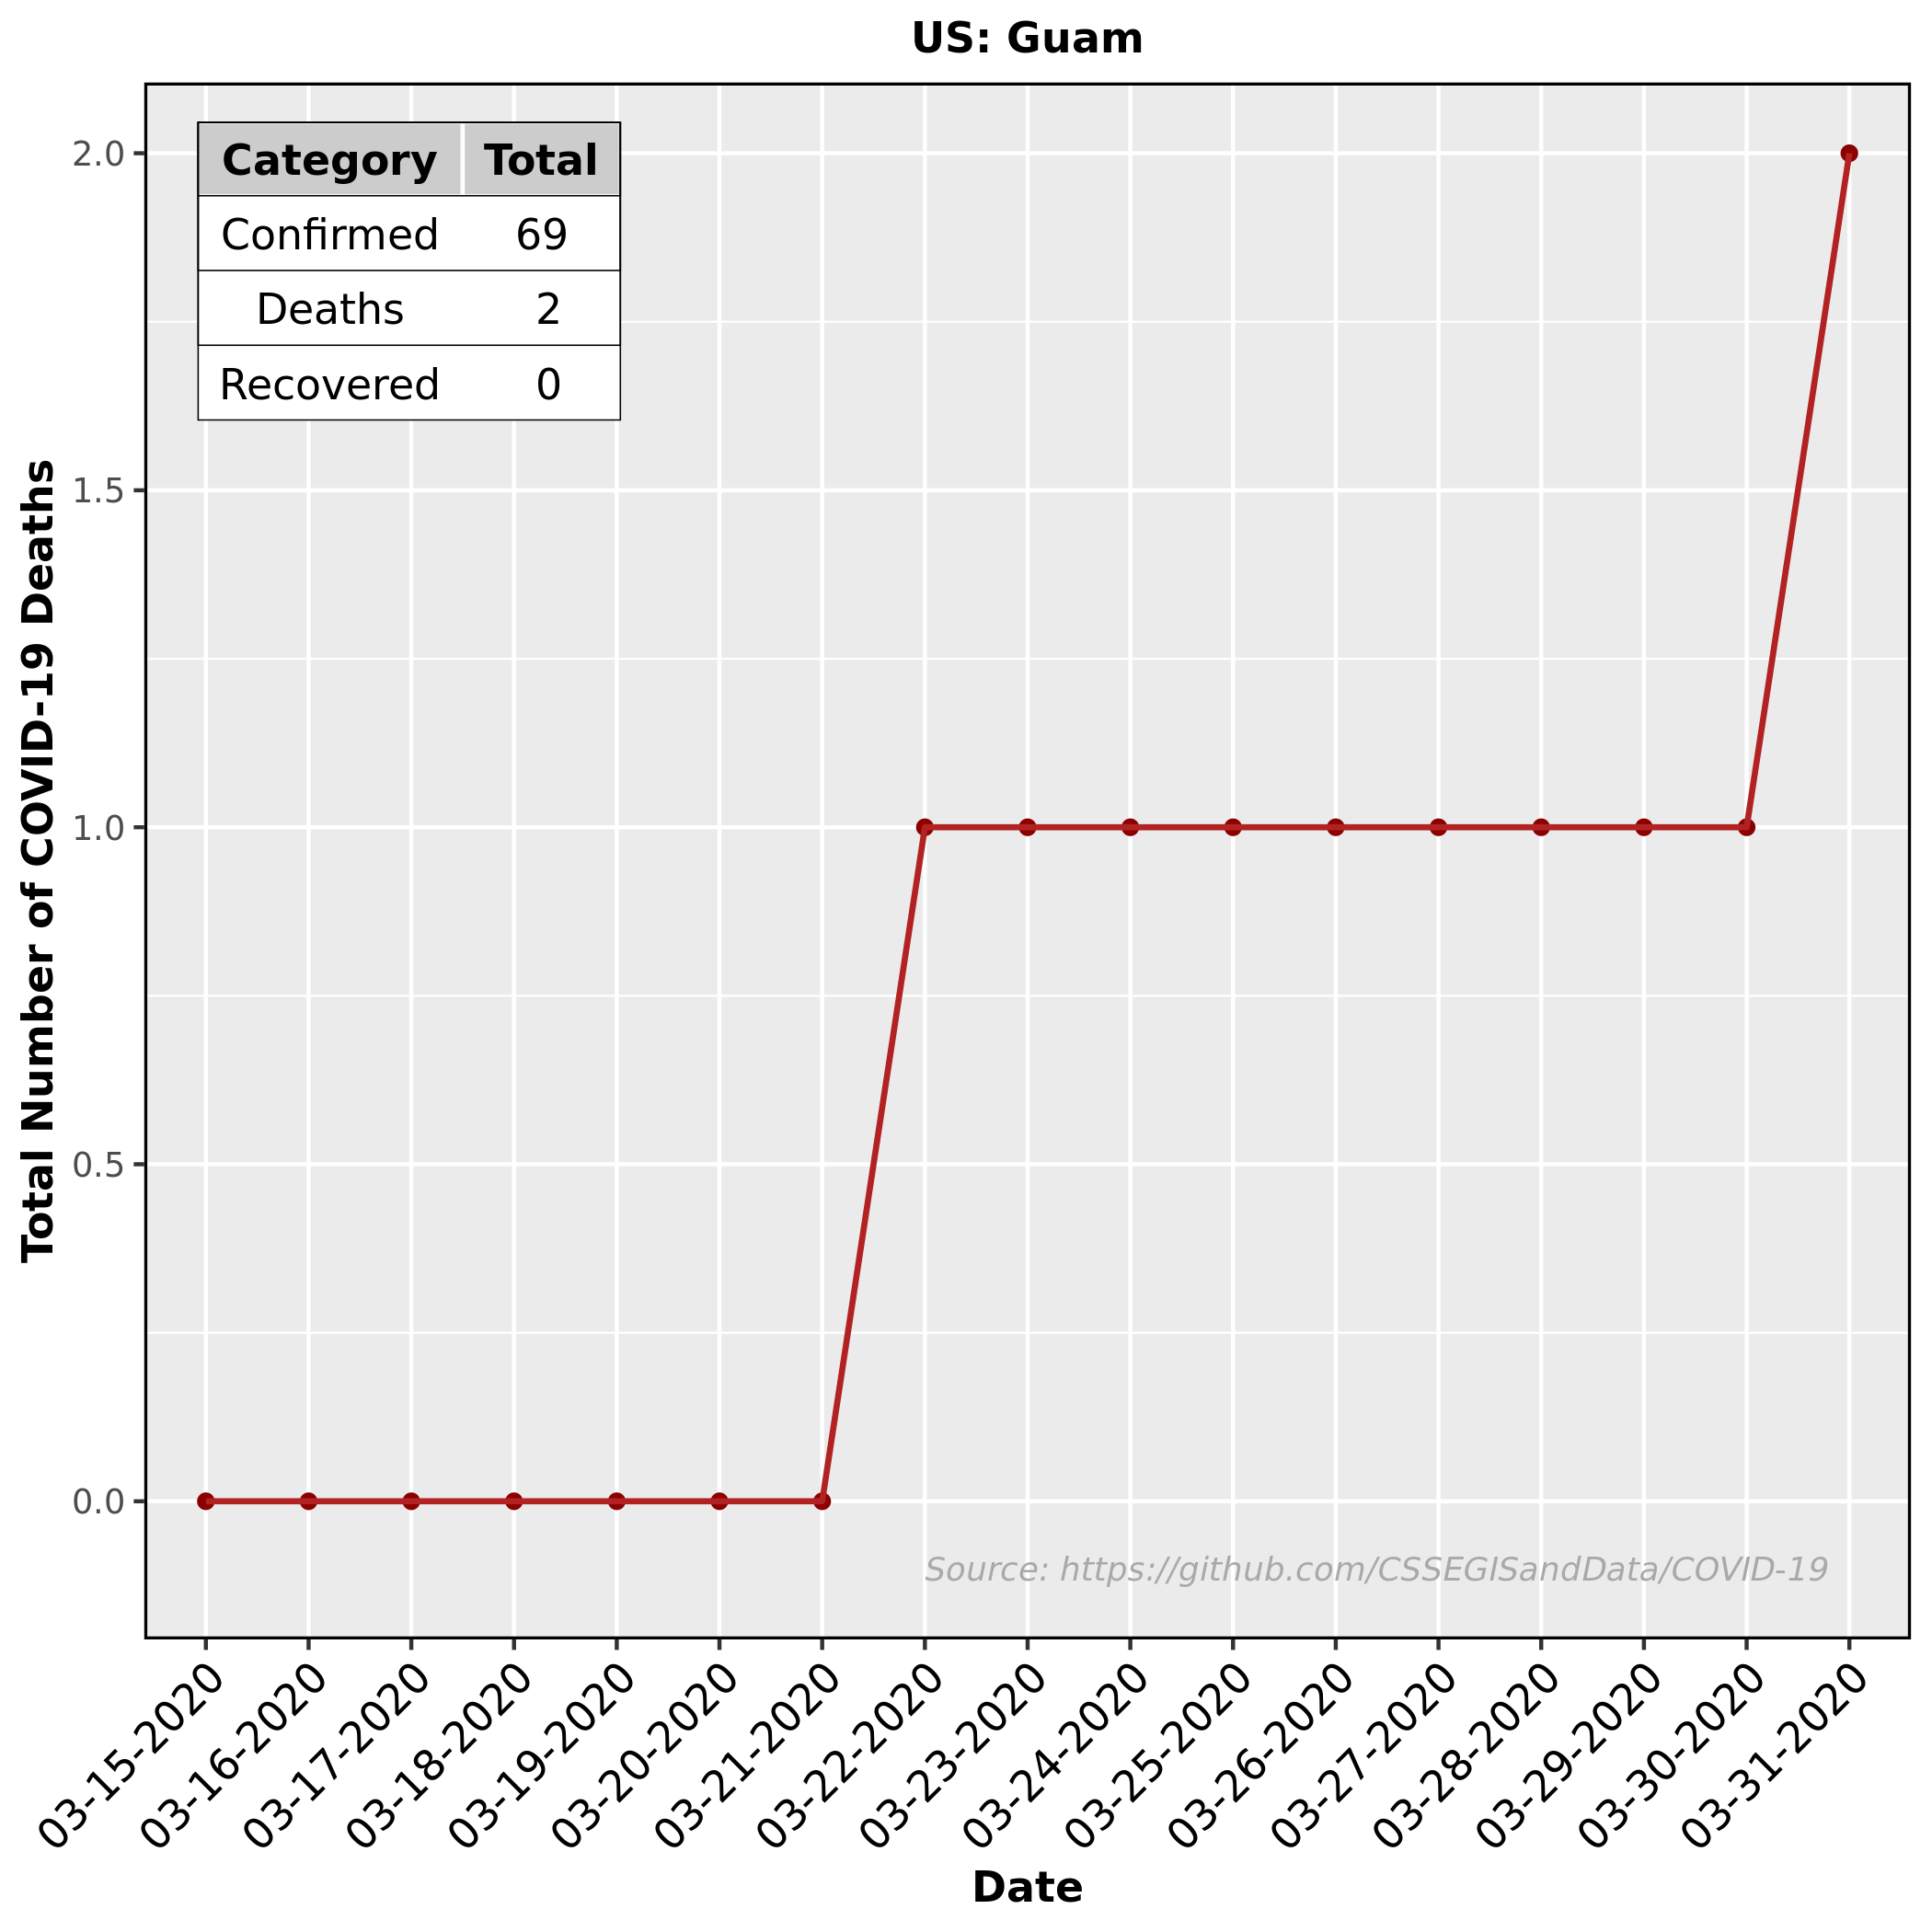 US: Guam
Category Total
Confirmed 69
Deaths 2
Recovered 0
Total Number of COVID-19 Deaths
2.0
1.5
1.0
0.5
0.0
Source: https://github.com/CSSEGISandData/COVID-19
03-15-2020
03-16-2020
03-17-2020
03-18-2020
03-19-2020
03-20-2020
03-21-2020
03-22-2020
03-23-2020
03-24-2020
03-25-2020
03-26-2020
03-27-2020
03-28-2020
03-29-2020
03-30-2020
03-31-2020
Date